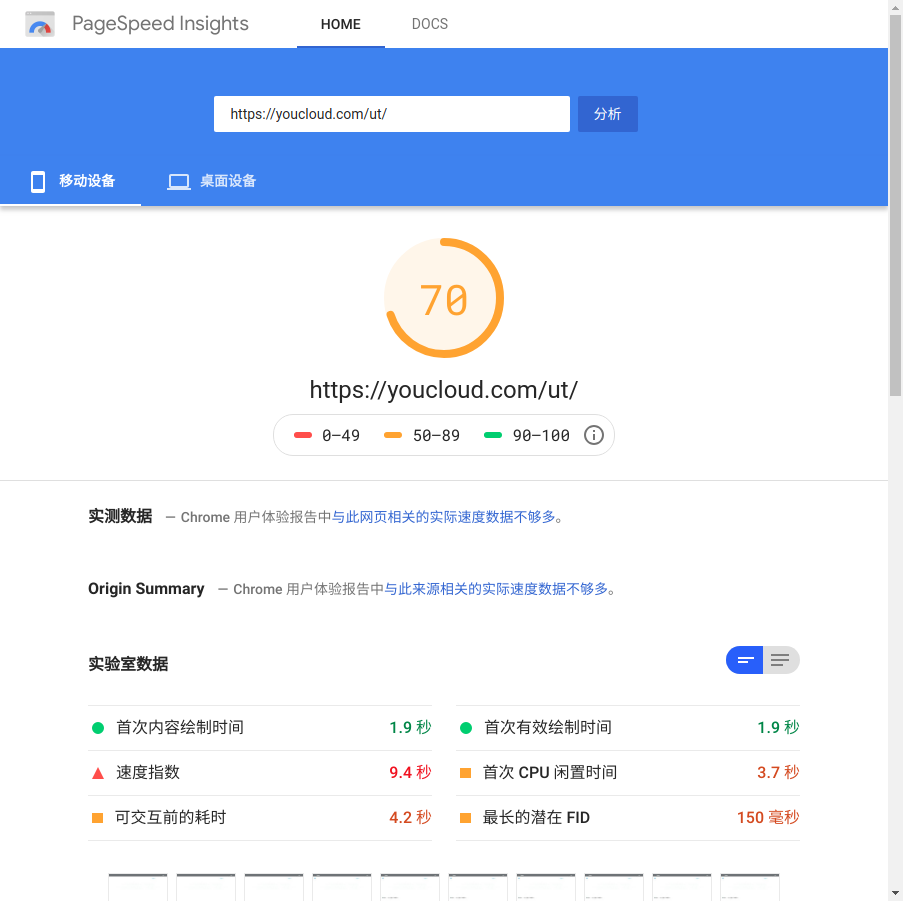 PageSpeed Insights HOME DOCS
https://youcloud.com/ut/ 分析
移动设备 桌面设备
70
https://youcloud.com/ut/
0–49 50–89 90–100
实测数据 — Chrome 用户体验报告中与此网页相关的实际速度数据不够多。
Origin Summary — Chrome 用户体验报告中与此来源相关的实际速度数据不够多。
实验室数据
首次内容绘制时间 1.9 秒 首次有效绘制时间 1.9 秒
速度指数 9.4 秒 首次 CPU 闲置时间 3.7 秒
可交互前的耗时 4.2 秒 最长的潜在 FID 150 毫秒